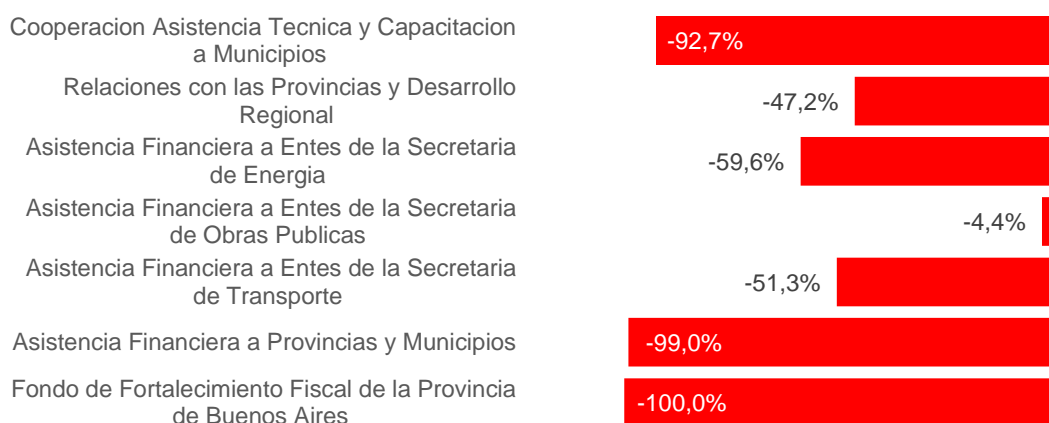 Cooperacion Asistencia Tecnica y Capacitacion
a Municipios
-92,7%
Relaciones con las Provincias y Desarrollo
Regional
-47,2%
Asistencia Financiera a Entes de la Secretaria
de Energia
-59,6%
Asistencia Financiera a Entes de la Secretaria
de Obras Publicas
-4,4%
Asistencia Financiera a Entes de la Secretaria
de Transporte
-51,3%
Asistencia Financiera a Provincias y Municipios
-99,0%
Fondo de Fortalecimiento Fiscal de la Provincia
de Buenos Aires
-100,0%